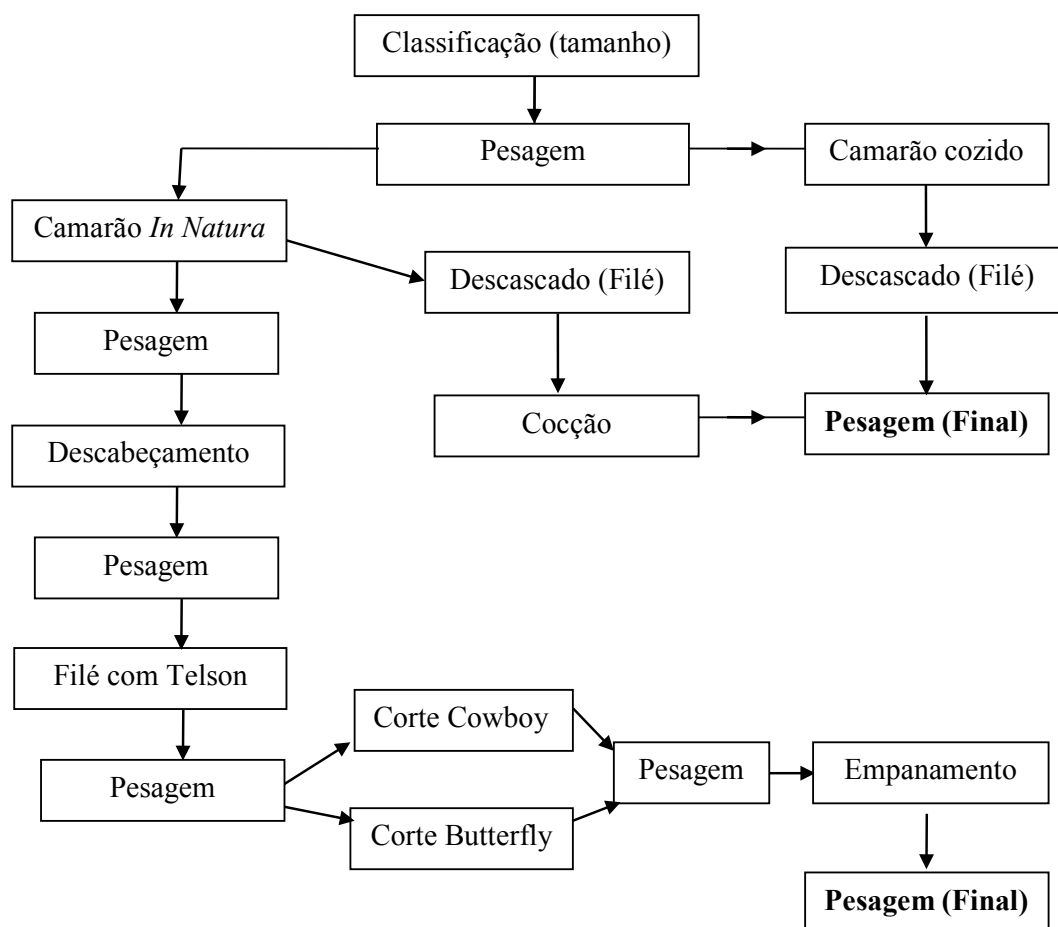 Classificação (tamanho)
Pesagem
Camarão cozido
Camarão In Natura
Descascado (Filé)
Descascado (Filé)
Pesagem
Cocção
Pesagem (Final)
Descabeçamento
Pesagem
Filé com Telson
Corte Cowboy
Pesagem
Pesagem
Empanamento
Corte Butterfly
Pesagem (Final)